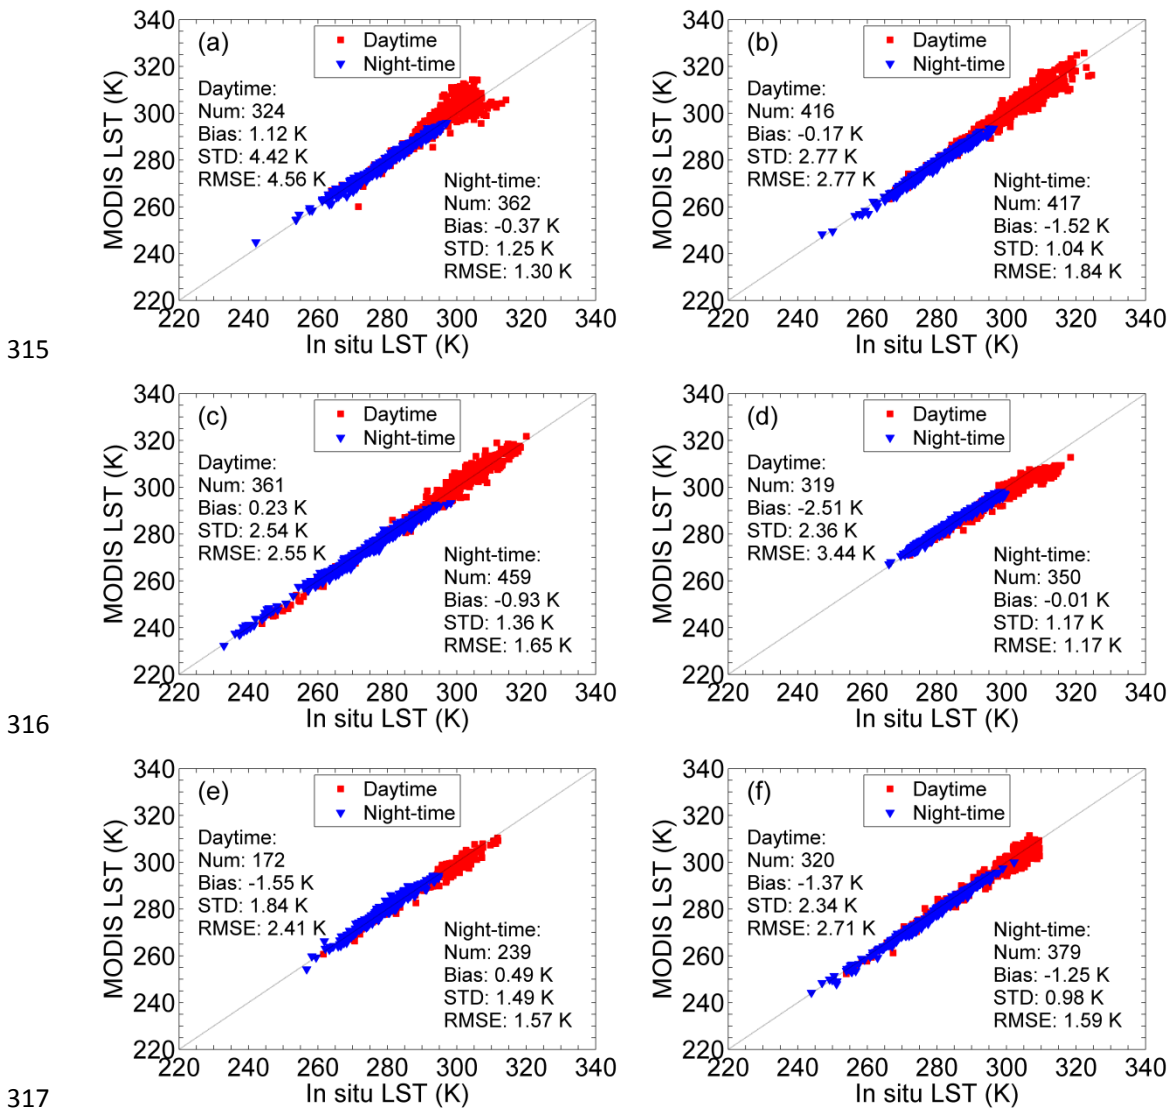 340
320
300
280
260
240
220
MODIS LST (K)
(a)
Daytime
Night-time
Daytime:
Num: 324
Bias: 1.12 K
STD: 4.42 K
RMSE: 4.56 K
Night-time:
Num: 362
Bias: -0.37 K
STD: 1.25 K
RMSE: 1.30 K
220 240 260 280 300 320 340
In situ LST (K)
340
320
300
280
260
240
220
MODIS LST (K)
(b)
Daytime
Night-time
Daytime:
Num: 416
Bias: -0.17 K
STD: 2.77 K
RMSE: 2.77 K
Night-time:
Num: 417
Bias: -1.52 K
STD: 1.04 K
RMSE: 1.84 K
220 240 260 280 300 320 340
In situ LST (K)
315
340
320
300
280
260
240
220
MODIS LST (K)
(c)
Daytime
Night-time
Daytime:
Num: 361
Bias: 0.23 K
STD: 2.54 K
RMSE: 2.55 K
Night-time:
Num: 459
Bias: -0.93 K
STD: 1.36 K
RMSE: 1.65 K
220 240 260 280 300 320 340
In situ LST (K)
340
320
300
280
260
240
220
MODIS LST (K)
(d)
Daytime
Night-time
Daytime:
Num: 319
Bias: -2.51 K
STD: 2.36 K
RMSE: 3.44 K
Night-time:
Num: 350
Bias: -0.01 K
STD: 1.17 K
RMSE: 1.17 K
220 240 260 280 300 320 340
In situ LST (K)
316
340
320
300
280
260
240
220
MODIS LST (K)
(e)
Daytime
Night-time
Daytime:
Num: 172
Bias: -1.55 K
STD: 1.84 K
RMSE: 2.41 K
Night-time:
Num: 239
Bias: 0.49 K
STD: 1.49 K
RMSE: 1.57 K
220 240 260 280 300 320 340
In situ LST (K)
340
320
300
280
260
240
220
MODIS LST (K)
(f)
Daytime
Night-time
Daytime:
Num: 320
Bias: -1.37 K
STD: 2.34 K
RMSE: 2.71 K
Night-time:
Num: 379
Bias: -1.25 K
STD: 0.98 K
RMSE: 1.59 K
220 240 260 280 300 320 340
In situ LST (K)
317